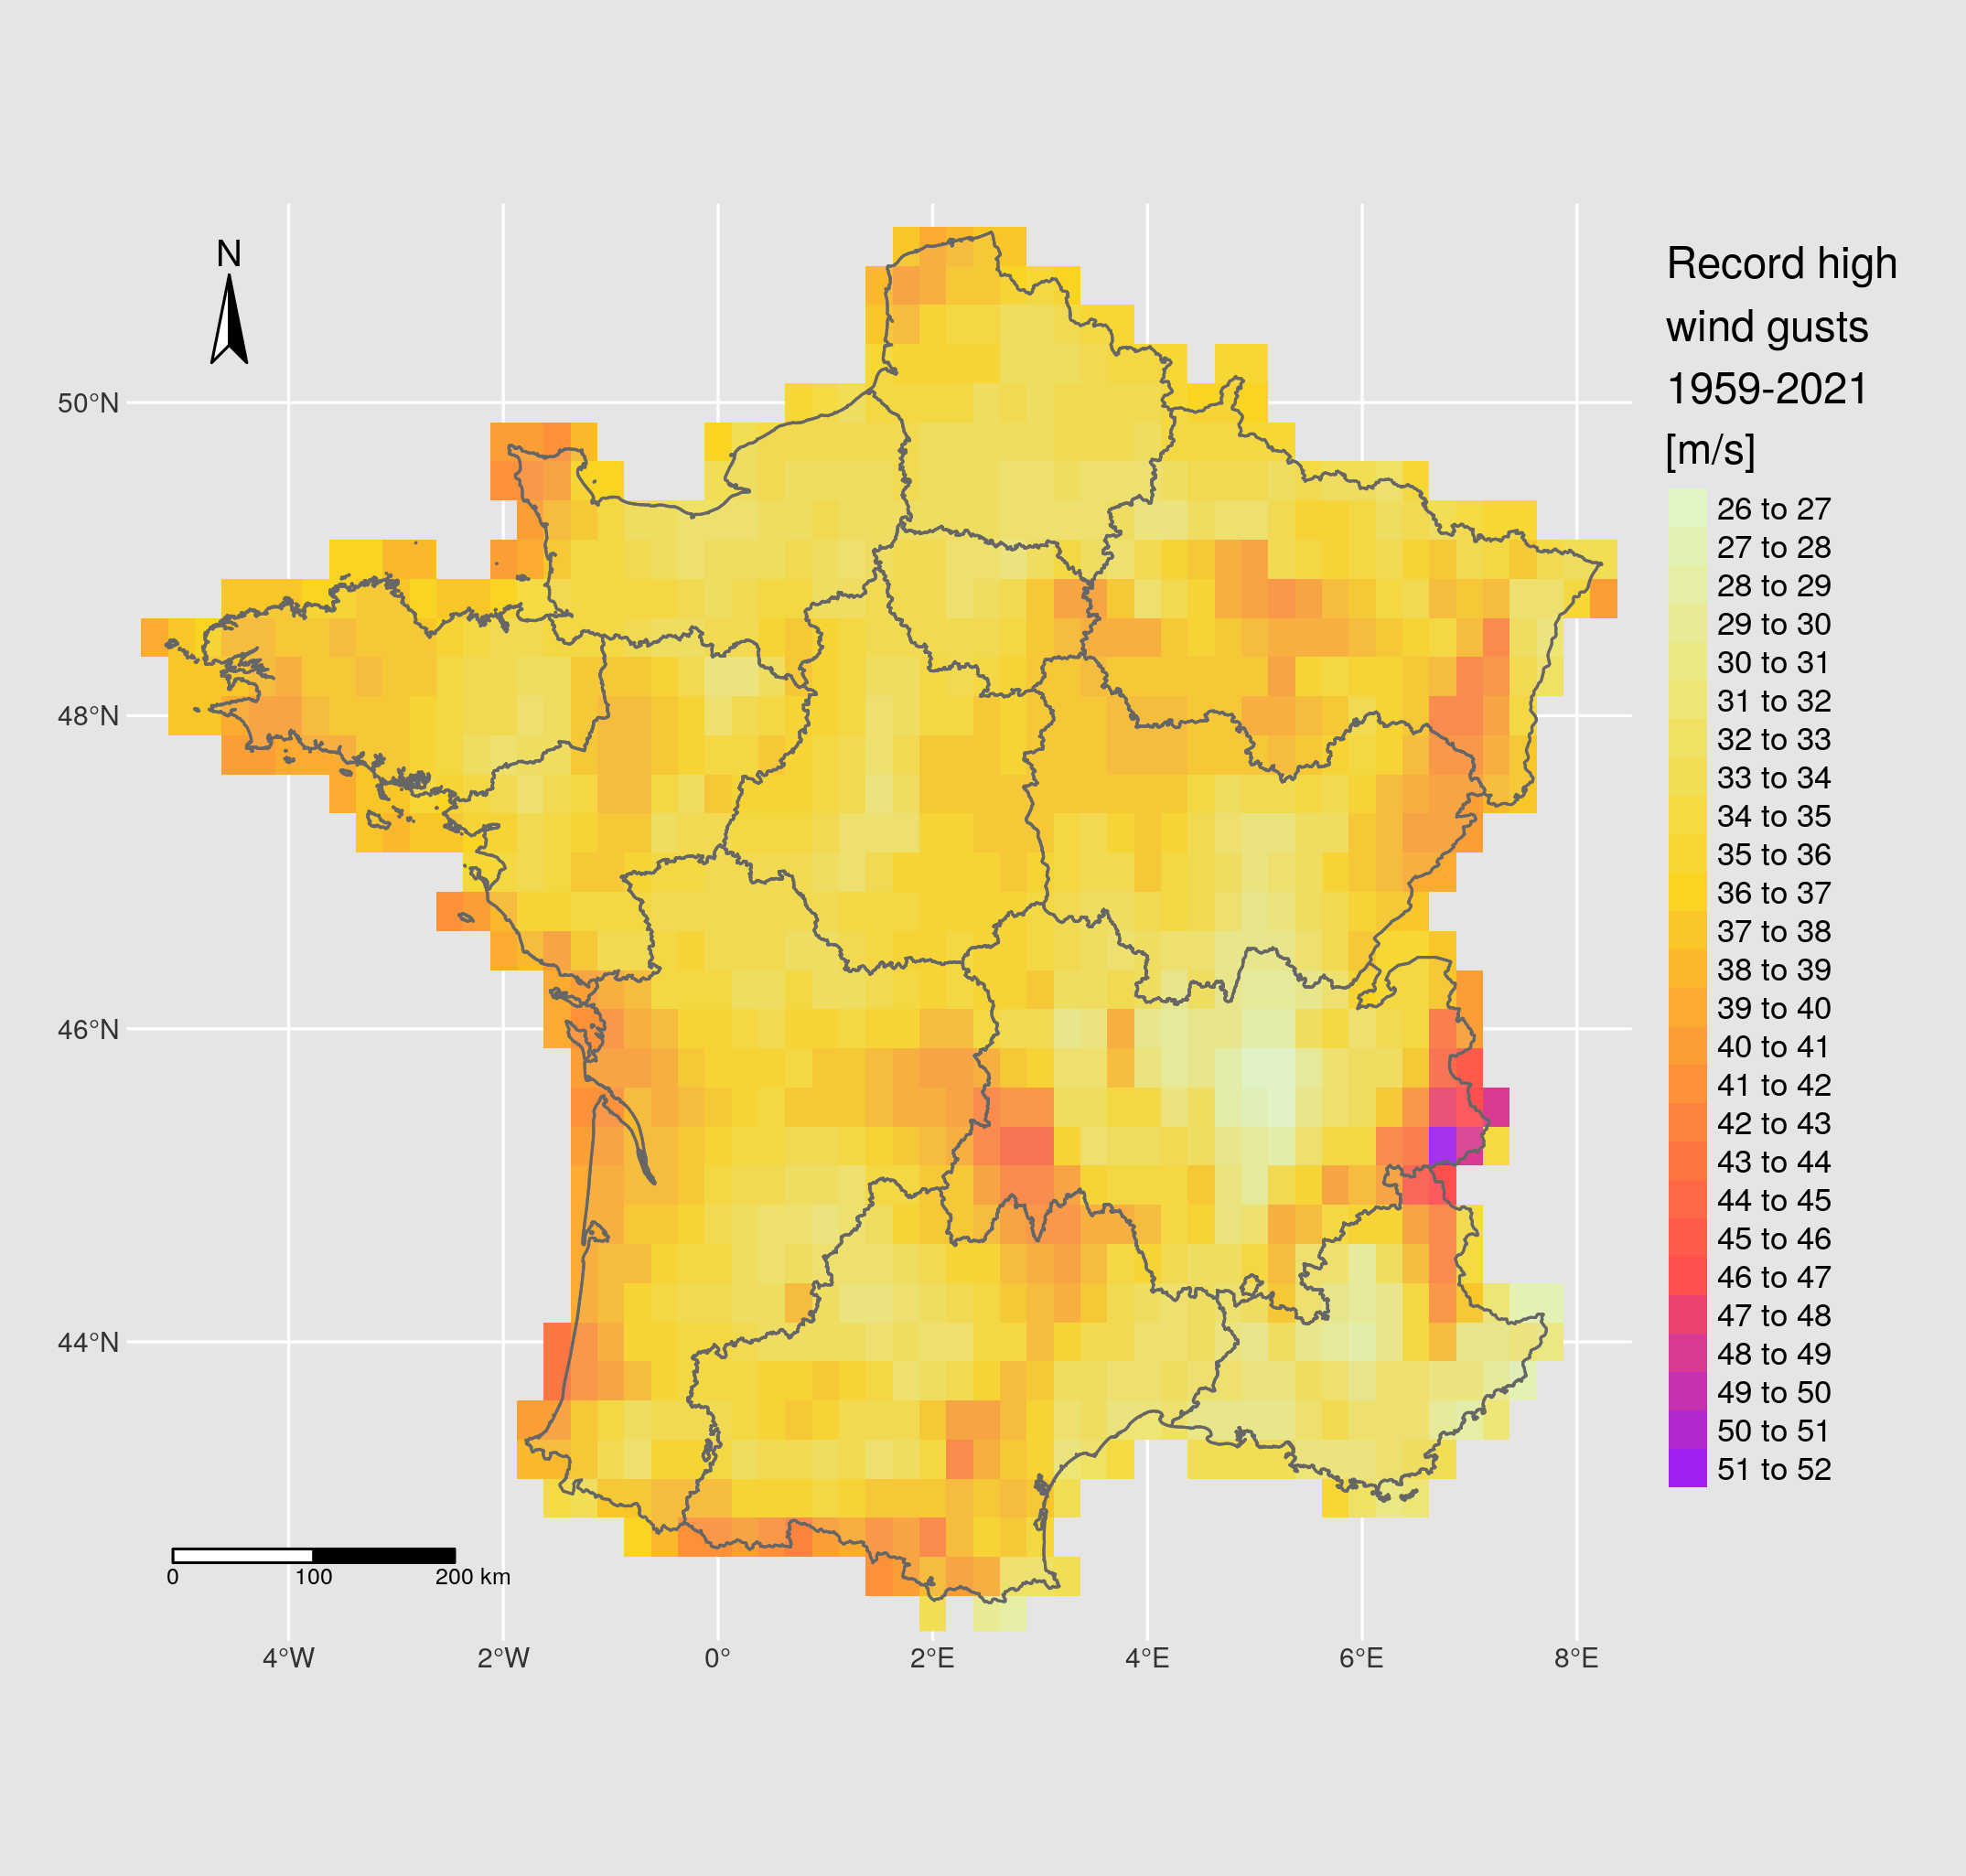 Record high
wind gusts
1959-2021
[m/s]
26 to 27
27 to 28
28 to 29
29 to 30
30 to 31
31 to 32
32 to 33
33 to 34
34 to 35
35 to 36
36 to 37
37 to 38
38 to 39
39 to 40
40 to 41
41 to 42
42 to 43
43 to 44
44 to 45
45 to 46
46 to 47
47 to 48
48 to 49
49 to 50
50 to 51
51 to 52
N
50°N
48°N
46°N
44°N
0 100 200 km
4°W 2°W 0° 2°E 4°E 6°E 8°E